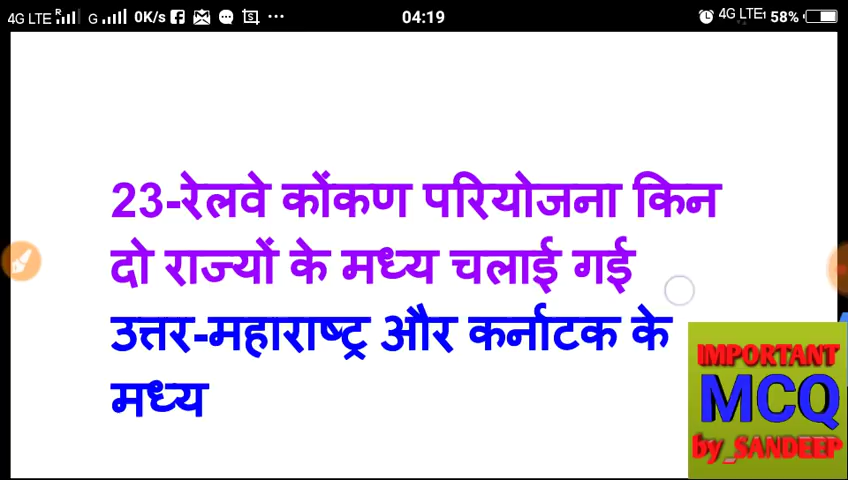 4G LTE R G 0K/s ... 04:19 4G LTE 58%
23-रेलवे कोंकण परियोजना किन
दो राज्यों के मध्य चलाई गई
उत्तर-महाराष्ट्र और कर्नाटक के
मध्य
IMPORTANT
MCQ
by_SANDEEP